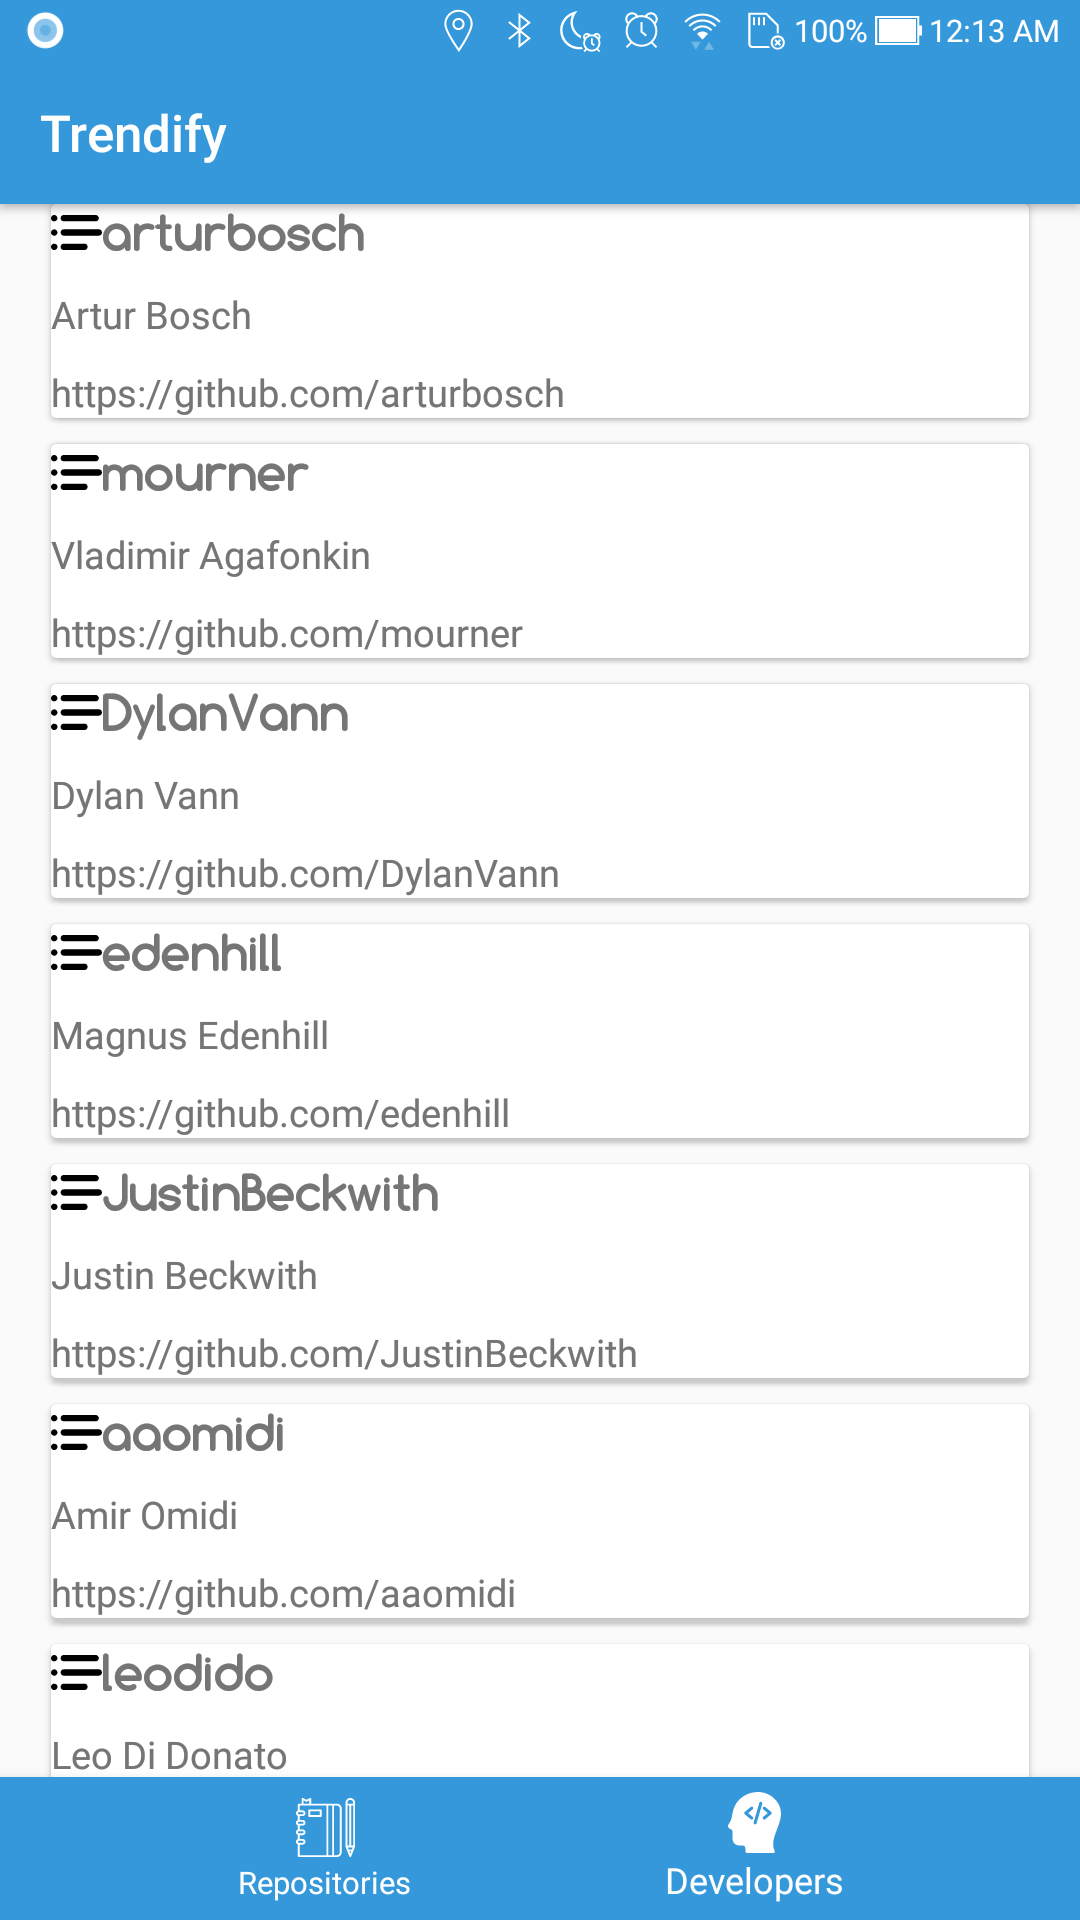 100% 12:13 AM
Trendify
arturbosch
Artur Bosch
https://github.com/arturbosch
mourner
Vladimir Agafonkin
https://github.com/mourner
DylanVann
Dylan Vann
https://github.com/DylanVann
edenhill
Magnus Edenhill
https://github.com/edenhill
JustinBeckwith
Justin Beckwith
https://github.com/JustinBeckwith
aaomidi
Amir Omidi
https://github.com/aaomidi
leodido
Leo Di Donato
Repositories
Developers